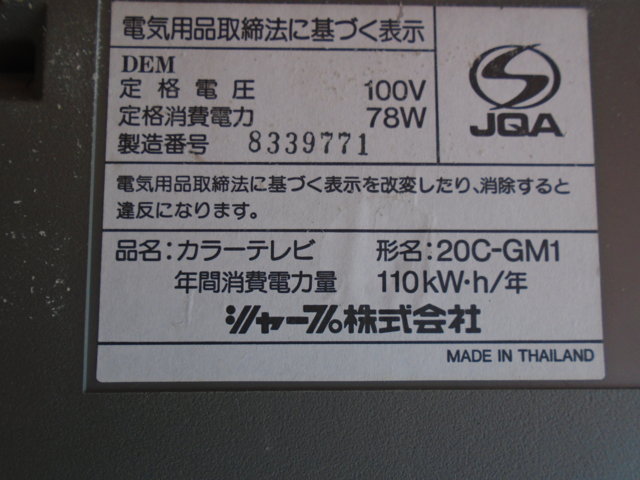 電気用品取締法に基づく表示
DEM
定格電圧 100V
定格消費電力 78W
製造番号 8339771
JQA
電気用品取締法に基づく表示を改変したり、消除すると
違反になります。
品名:カラーテレビ 形名:20C-GM1
年間消費電力量 110kW·h/年
シャープ株式会社
MADE IN THAILAND